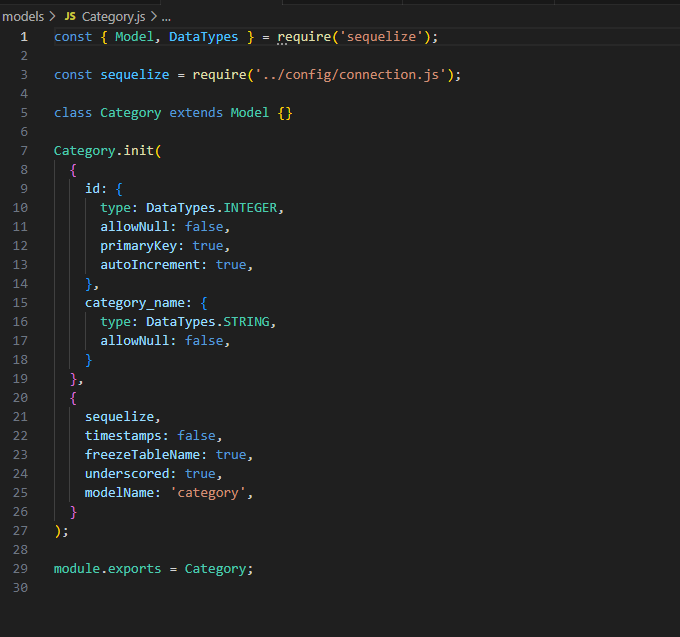 models > JS Category.js > ...
1 const { Model, DataTypes } = require('sequelize');
2
3 const sequelize = require('../config/connection.js');
4
5 class Category extends Model {}
6
7 Category.init(
8   {
9     id: {
10       type: DataTypes.INTEGER,
11       allowNull: false,
12       primaryKey: true,
13       autoIncrement: true,
14     },
15     category_name: {
16       type: DataTypes.STRING,
17       allowNull: false,
18     }
19   },
20   {
21     sequelize,
22     timestamps: false,
23     freezeTableName: true,
24     underscored: true,
25     modelName: 'category',
26   }
27 );
28
29 module.exports = Category;
30